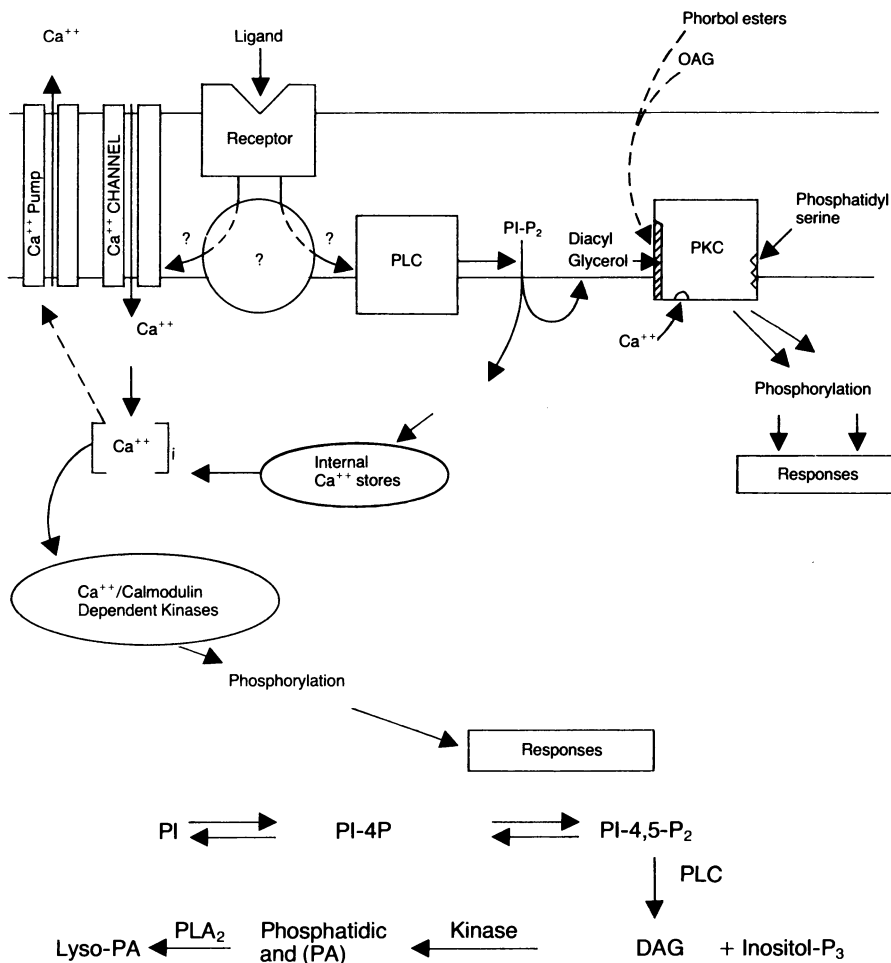 Ca++
Ligand
Phorbol esters
OAG
Receptor
Ca++ Pump
Ca++ CHANNEL
?
?
?
PLC
PI-P2
Diacyl
Glycerol
PKC
Phosphatidyl
serine
Ca++
Ca++
Phosphorylation
[Ca++]i
Internal
Ca++ stores
Responses
Ca++/Calmodulin
Dependent Kinases
Phosphorylation
Responses
PI
PI-4P
PI-4,5-P2
PLC
Lyso-PA
PLA2
Phosphatidic
and (PA)
Kinase
DAG + Inositol-P3